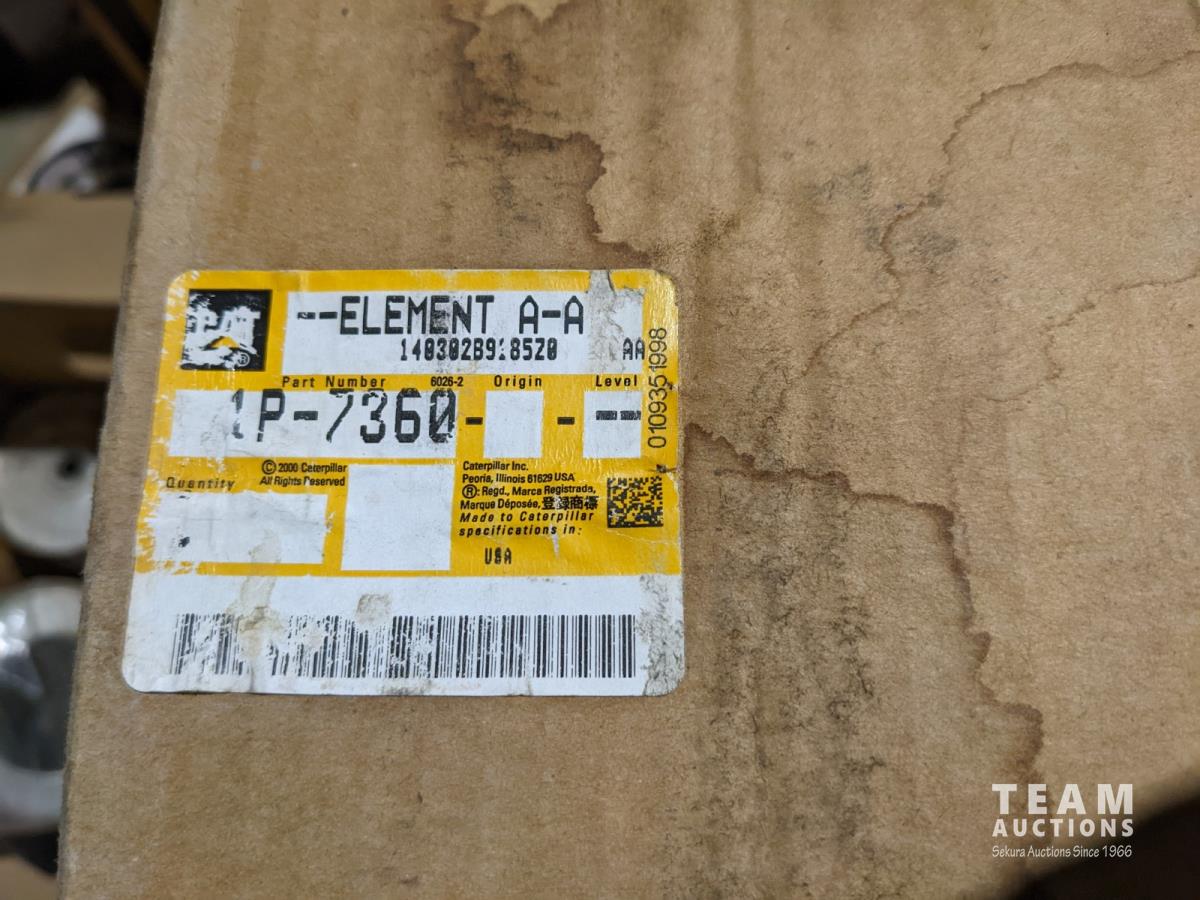 CAT ®
--ELEMENT A-A
AA
Part Number 6026-2 Origin Level
1P-7360- - --
0109351998
© 2000 Caterpillar
All Rights Reserved
Quantity
Caterpillar Inc.
Peoria, Illinois 61629 USA
®: Regd., Marca Registrada,
Marque Déposée, 登録商標
Made to Caterpillar
specifications in:
USA
TEAM
AUCTIONS
Sekura Auctions Since 1966